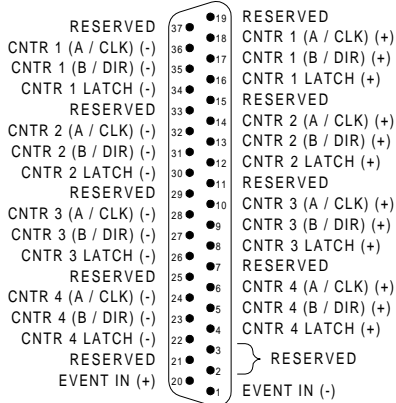 RESERVED 37 19 RESERVED
CNTR 1 (A / CLK) (-) 36 18 CNTR 1 (A / CLK) (+)
CNTR 1 (B / DIR) (-) 35 17 CNTR 1 (B / DIR) (+)
CNTR 1 LATCH (-) 34 16 CNTR 1 LATCH (+)
RESERVED 33 15 RESERVED
CNTR 2 (A / CLK) (-) 32 14 CNTR 2 (A / CLK) (+)
CNTR 2 (B / DIR) (-) 31 13 CNTR 2 (B / DIR) (+)
CNTR 2 LATCH (-) 30 12 CNTR 2 LATCH (+)
RESERVED 29 11 RESERVED
CNTR 3 (A / CLK) (-) 28 10 CNTR 3 (A / CLK) (+)
CNTR 3 (B / DIR) (-) 27 9 CNTR 3 (B / DIR) (+)
CNTR 3 LATCH (-) 26 8 CNTR 3 LATCH (+)
RESERVED 25 7 RESERVED
CNTR 4 (A / CLK) (-) 24 6 CNTR 4 (A / CLK) (+)
CNTR 4 (B / DIR) (-) 23 5 CNTR 4 (B / DIR) (+)
CNTR 4 LATCH (-) 22 4 CNTR 4 LATCH (+)
RESERVED 21 3 RESERVED
EVENT IN (+) 20 2
1 EVENT IN (-)